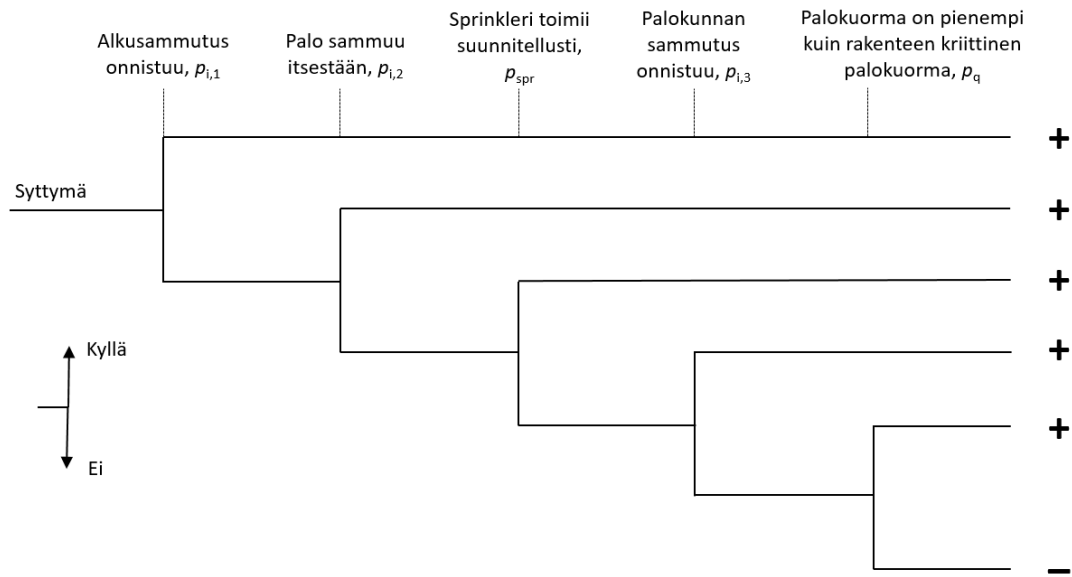 Alkusammutus
onnistuu, pi,1
Palo sammuu
itsestään, pi,2
Sprinkleri toimii
suunnitellusti,
pspr
Palokunnan
sammutus
onnistuu, pi,3
Palokuorma on pienempi
kuin rakenteen kriittinen
palokuorma, pq
+
Syttymä
+
+
Kyllä
+
+
Ei
−